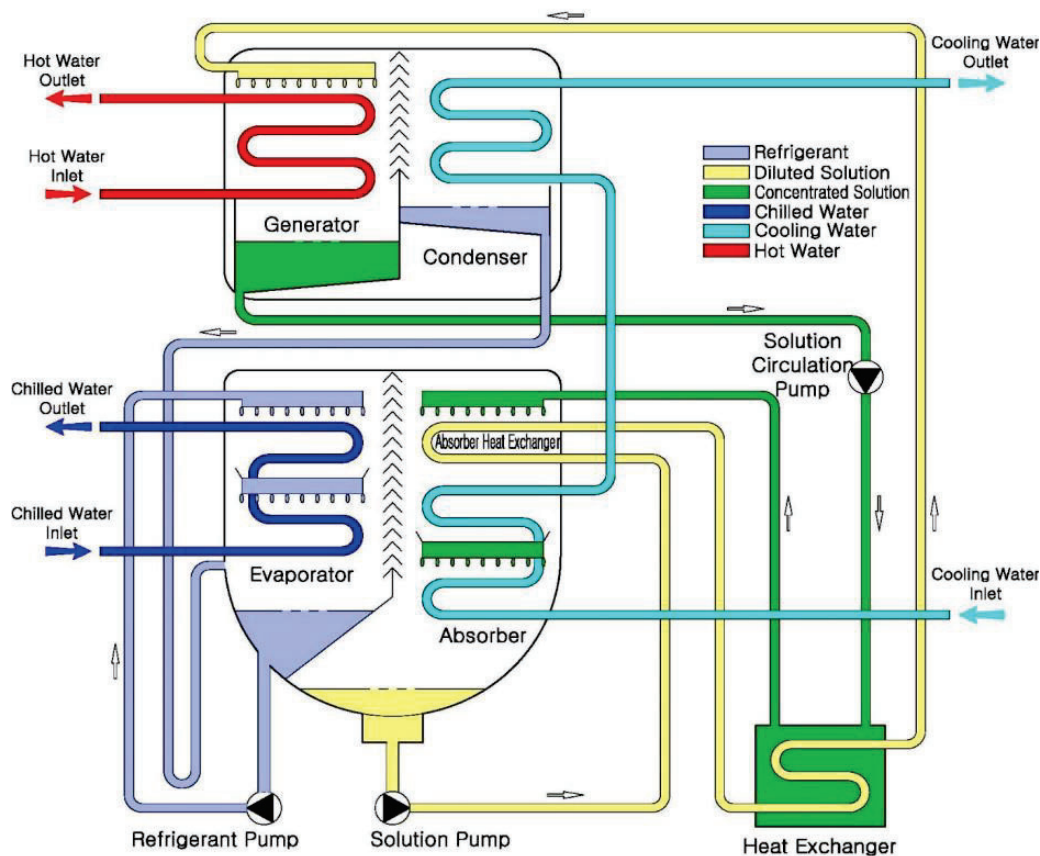 Hot Water
Outlet
Hot Water
Inlet
Cooling Water
Outlet
Refrigerant
Diluted Solution
Concentrated Solution
Chilled Water
Cooling Water
Hot Water
Generator
Condenser
Solution
Circulation
Pump
Chilled Water
Outlet
Absorber Heat Exchanger
Chilled Water
Inlet
Evaporator
Cooling Water
Inlet
Absorber
Refrigerant Pump
Solution Pump
Heat Exchanger